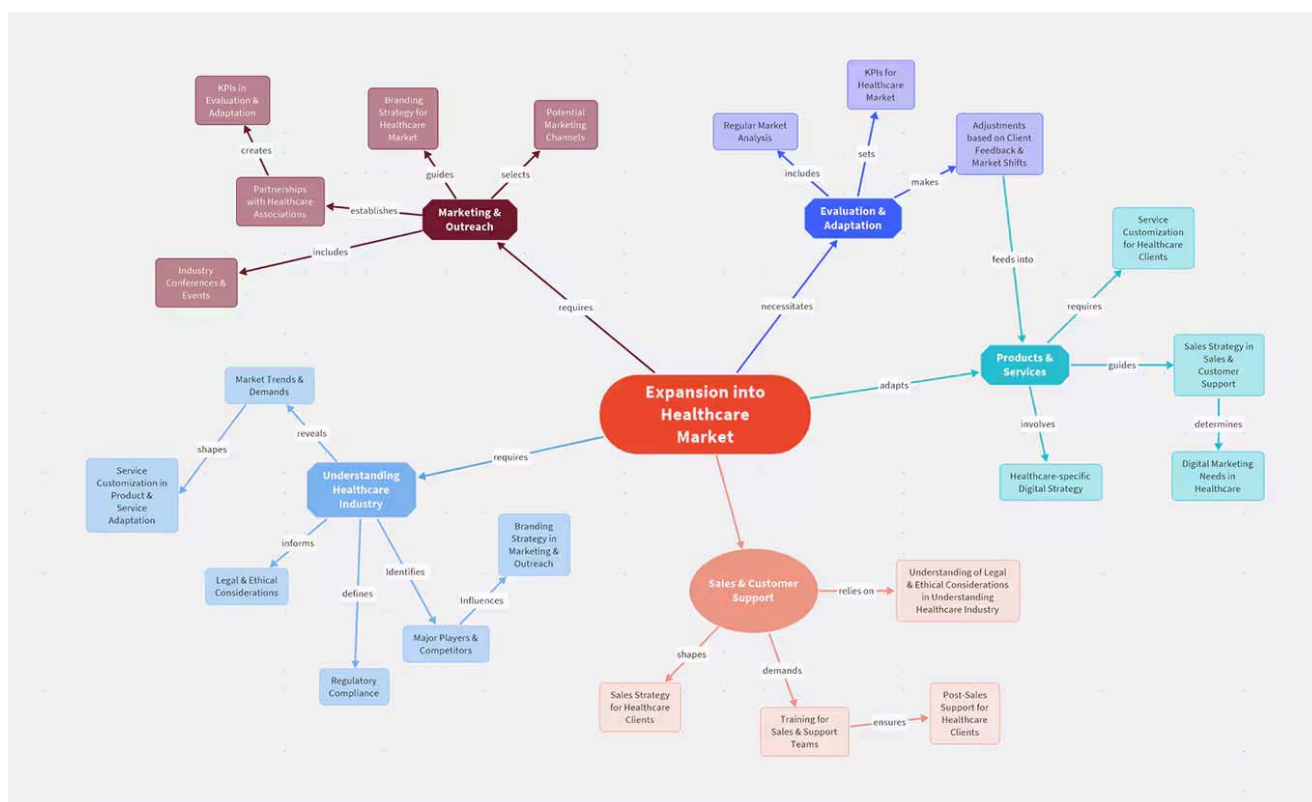 KPIs in
Evaluation &
Adaptation
creates
Partnerships
with Healthcare
Associations
establishes
Branding
Strategy for
Healthcare
Market
guides
Potential
Marketing
Channels
selects
Marketing &
Outreach
includes
Industry
Conferences &
Events
requires
Regular Market
Analysis
includes
KPIs for
Healthcare
Market
sets
Adjustments
based on Client
Feedback &
Market Shifts
makes
Evaluation &
Adaptation
necessitates
feeds into
Service
Customization
for Healthcare
Clients
requires
Products &
Services
guides
Sales Strategy in
Sales &
Customer
Support
determines
Digital Marketing
Needs in
Healthcare
involves
Healthcare-specific
Digital Strategy
adapts
Expansion into
Healthcare
Market
requires
Market Trends &
Demands
reveals
shapes
Service
Customization in
Product &
Service
Adaptation
Understanding
Healthcare
Industry
informs
Legal & Ethical
Considerations
defines
Regulatory
Compliance
Identifies
Major Players &
Competitors
Influences
Branding
Strategy in
Marketing &
Outreach
Sales & Customer
Support
relies on
Understanding of Legal
& Ethical Considerations
in Understanding
Healthcare Industry
shapes
Sales Strategy
for Healthcare
Clients
demands
Training for
Sales & Support
Teams
ensures
Post-Sales
Support for
Healthcare
Clients